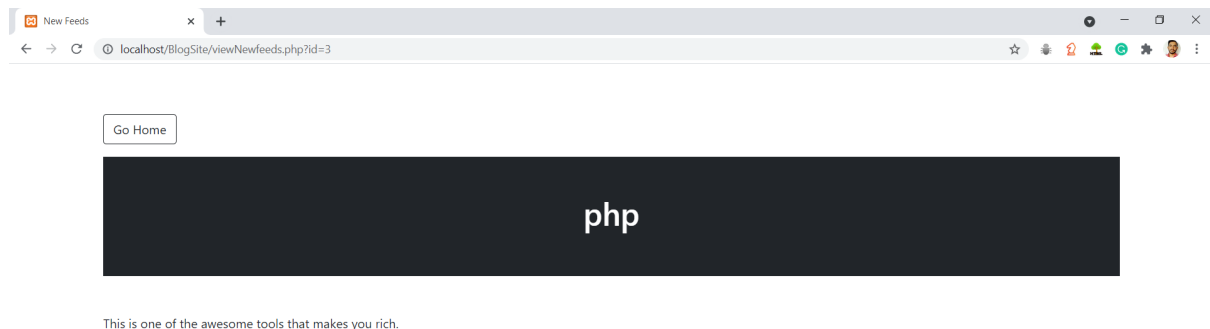 New Feeds
localhost/BlogSite/viewNewfeeds.php?id=3
Go Home
php
This is one of the awesome tools that makes you rich.